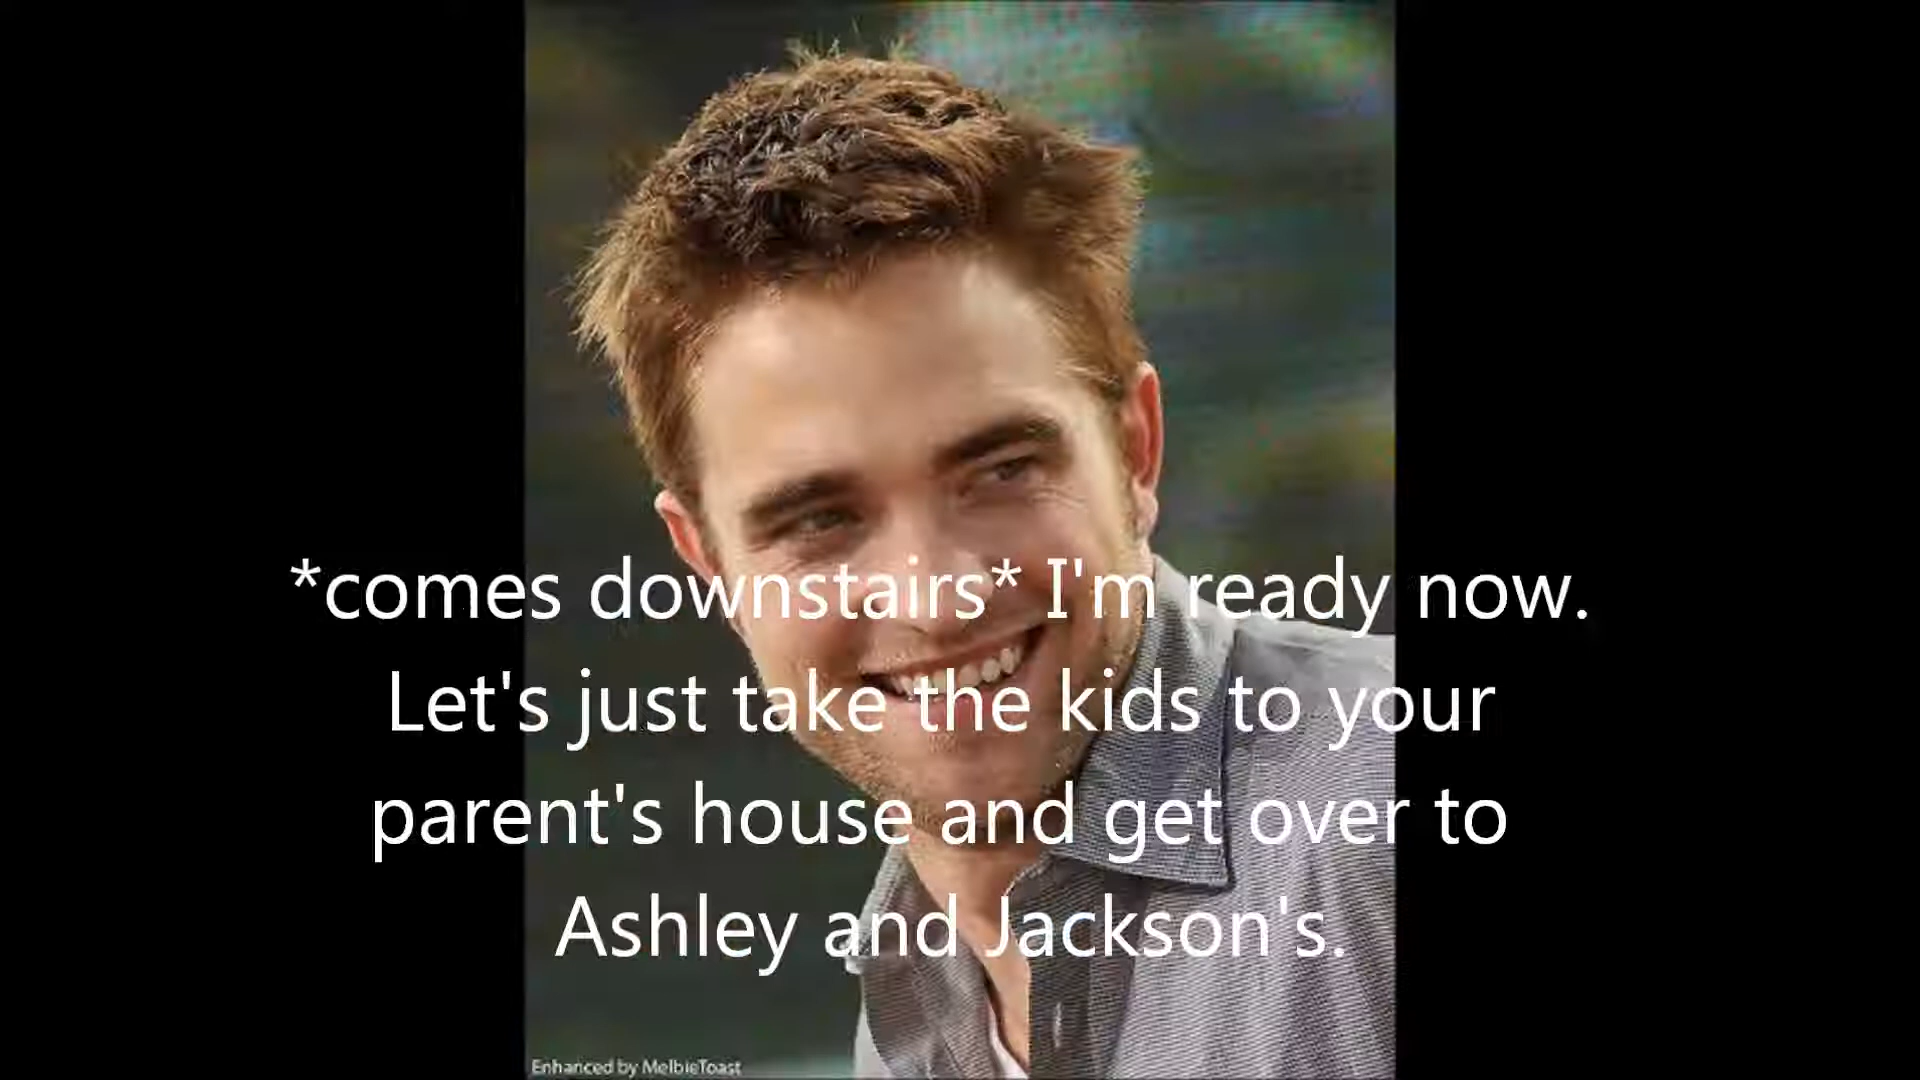 *comes downstairs* I'm ready now.
Let's just take the kids to your
parent's house and get over to
Ashley and Jackson's.
Enhanced by MelbieToast